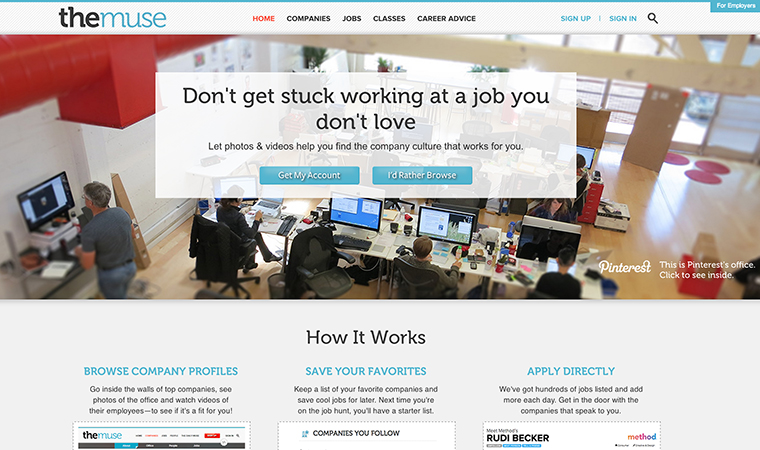 For Employers
themuse
HOME COMPANIES JOBS CLASSES CAREER ADVICE
SIGN UP | SIGN IN
Don't get stuck working at a job you
don't love
Let photos & videos help you find the company culture that works for you.
Get My Account I'd Rather Browse
Pinterest
This is Pinterest's office.
Click to see inside.
How It Works
BROWSE COMPANY PROFILES
Go inside the walls of top companies, see
photos of the office and watch videos of
their employees—to see if it's a fit for you!
themuse
SAVE YOUR FAVORITES
Keep a list of your favorite companies and
save cool jobs for later. Next time you're
on the job hunt, you'll have a starter list.
COMPANIES YOU FOLLOW
APPLY DIRECTLY
We've got hundreds of jobs listed and add
more each day. Get in the door with the
companies that speak to you.
Meet Method's
RUDI BECKER
method